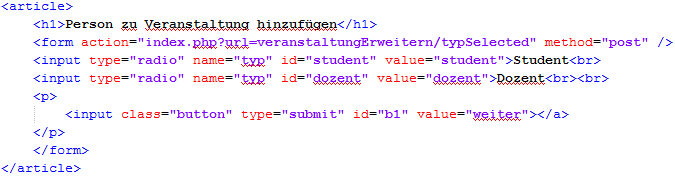 <article>
<h1>Person zu Veranstaltung hinzufügen</h1>
<form action="index.php?url=veranstaltungErweitern/typSelected" method="post" />
<input type="radio" name="typ" id="student" value="student">Student<br>
<input type="radio" name="typ" id="dozent" value="dozent">Dozent<br><br>
<p>
<input class="button" type="submit" id="b1" value="weiter"></a>
</p>
</form>
</article>